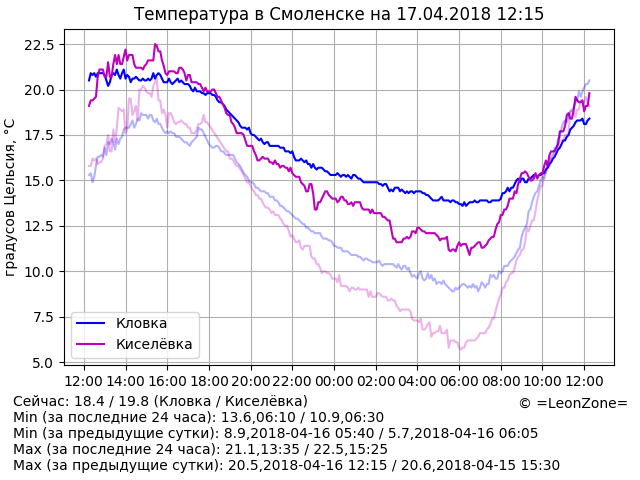 Температура в Смоленске на 17.04.2018 12:15
градусов Цельсия, °C
22.5
20.0
17.5
15.0
12.5
10.0
7.5
5.0
Кловка
Киселёвка
12:00 14:00 16:00 18:00 20:00 22:00 00:00 02:00 04:00 06:00 08:00 10:00 12:00
Сейчас: 18.4 / 19.8 (Кловка / Киселёвка)
© =LeonZone=
Min (за последние 24 часа): 13.6,06:10 / 10.9,06:30
Min (за предыдущие сутки): 8.9,2018-04-16 05:40 / 5.7,2018-04-16 06:05
Max (за последние 24 часа): 21.1,13:35 / 22.5,15:25
Max (за предыдущие сутки): 20.5,2018-04-16 12:15 / 20.6,2018-04-15 15:30